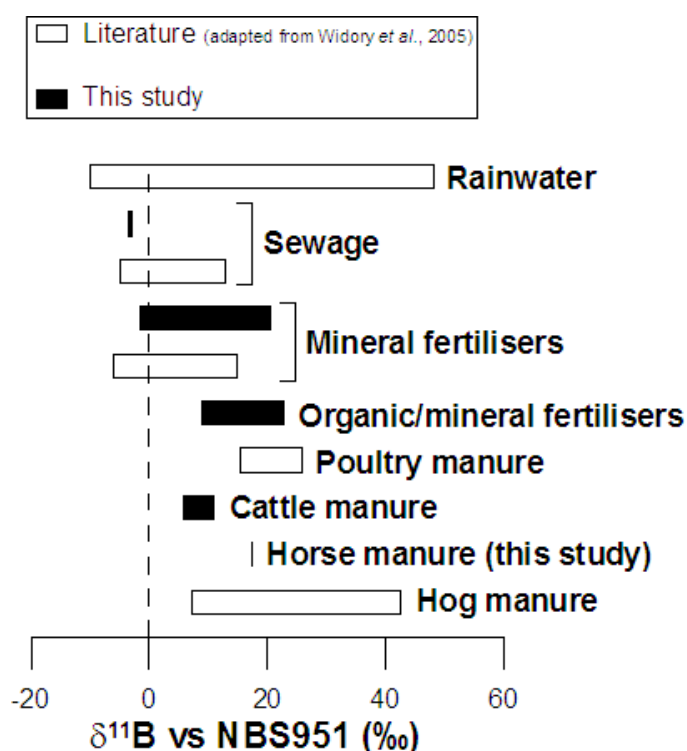 Literature (adapted from Widory et al., 2005)
This study
Rainwater
Sewage
Mineral fertilisers
Organic/mineral fertilisers
Poultry manure
Cattle manure
Horse manure (this study)
Hog manure
-20 0 20 40 60
δ¹¹B vs NBS951 (‰)